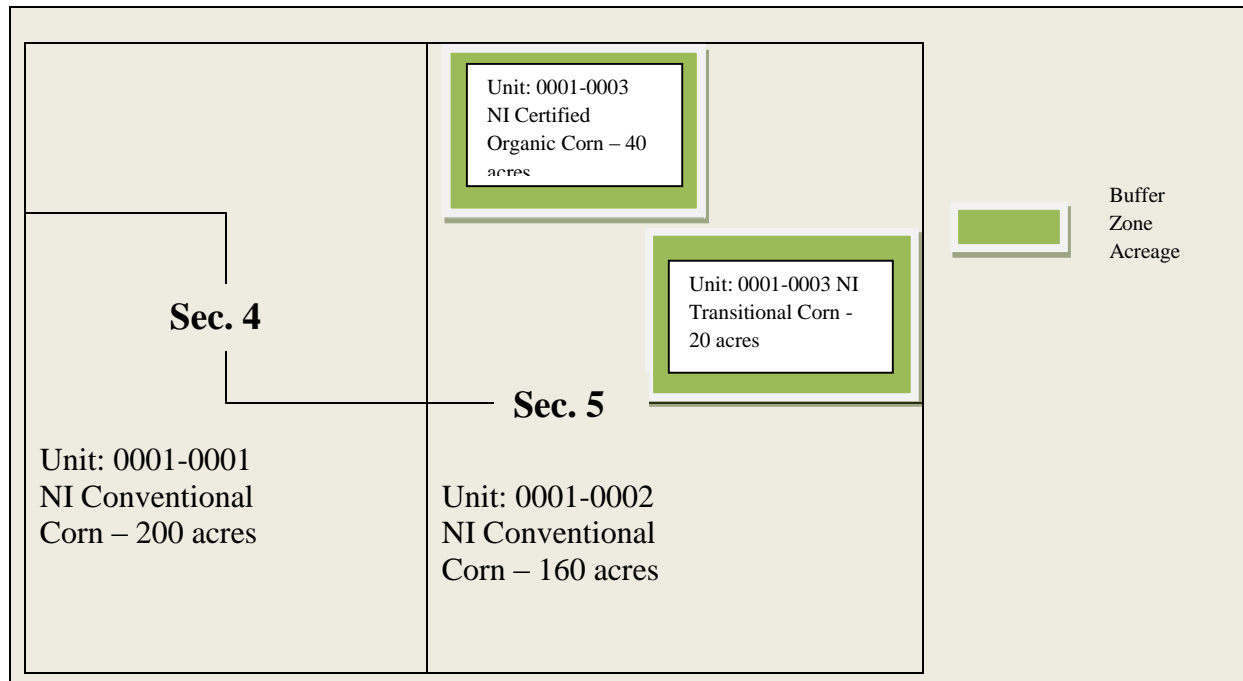 Unit: 0001-0003
NI Certified
Organic Corn – 40
acres
Buffer
Zone
Acreage
Unit: 0001-0003 NI
Transitional Corn -
20 acres
Sec. 4
Sec. 5
Unit: 0001-0001
NI Conventional
Corn – 200 acres
Unit: 0001-0002
NI Conventional
Corn – 160 acres